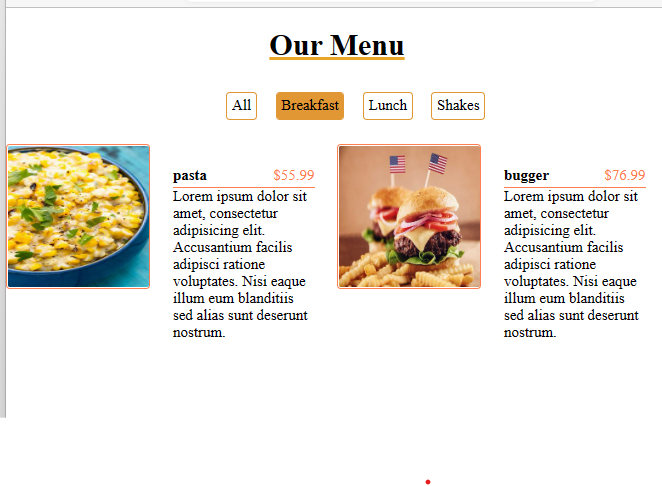 Our Menu
All Breakfast Lunch Shakes
pasta $55.99
Lorem ipsum dolor sit
amet, consectetur
adipisicing elit.
Accusantium facilis
adipisci ratione
voluptates. Nisi eaque
illum eum blanditiis
sed alias sunt deserunt
nostrum.
bugger $76.99
Lorem ipsum dolor sit
amet, consectetur
adipisicing elit.
Accusantium facilis
adipisci ratione
voluptates. Nisi eaque
illum eum blanditiis
sed alias sunt deserunt
nostrum.